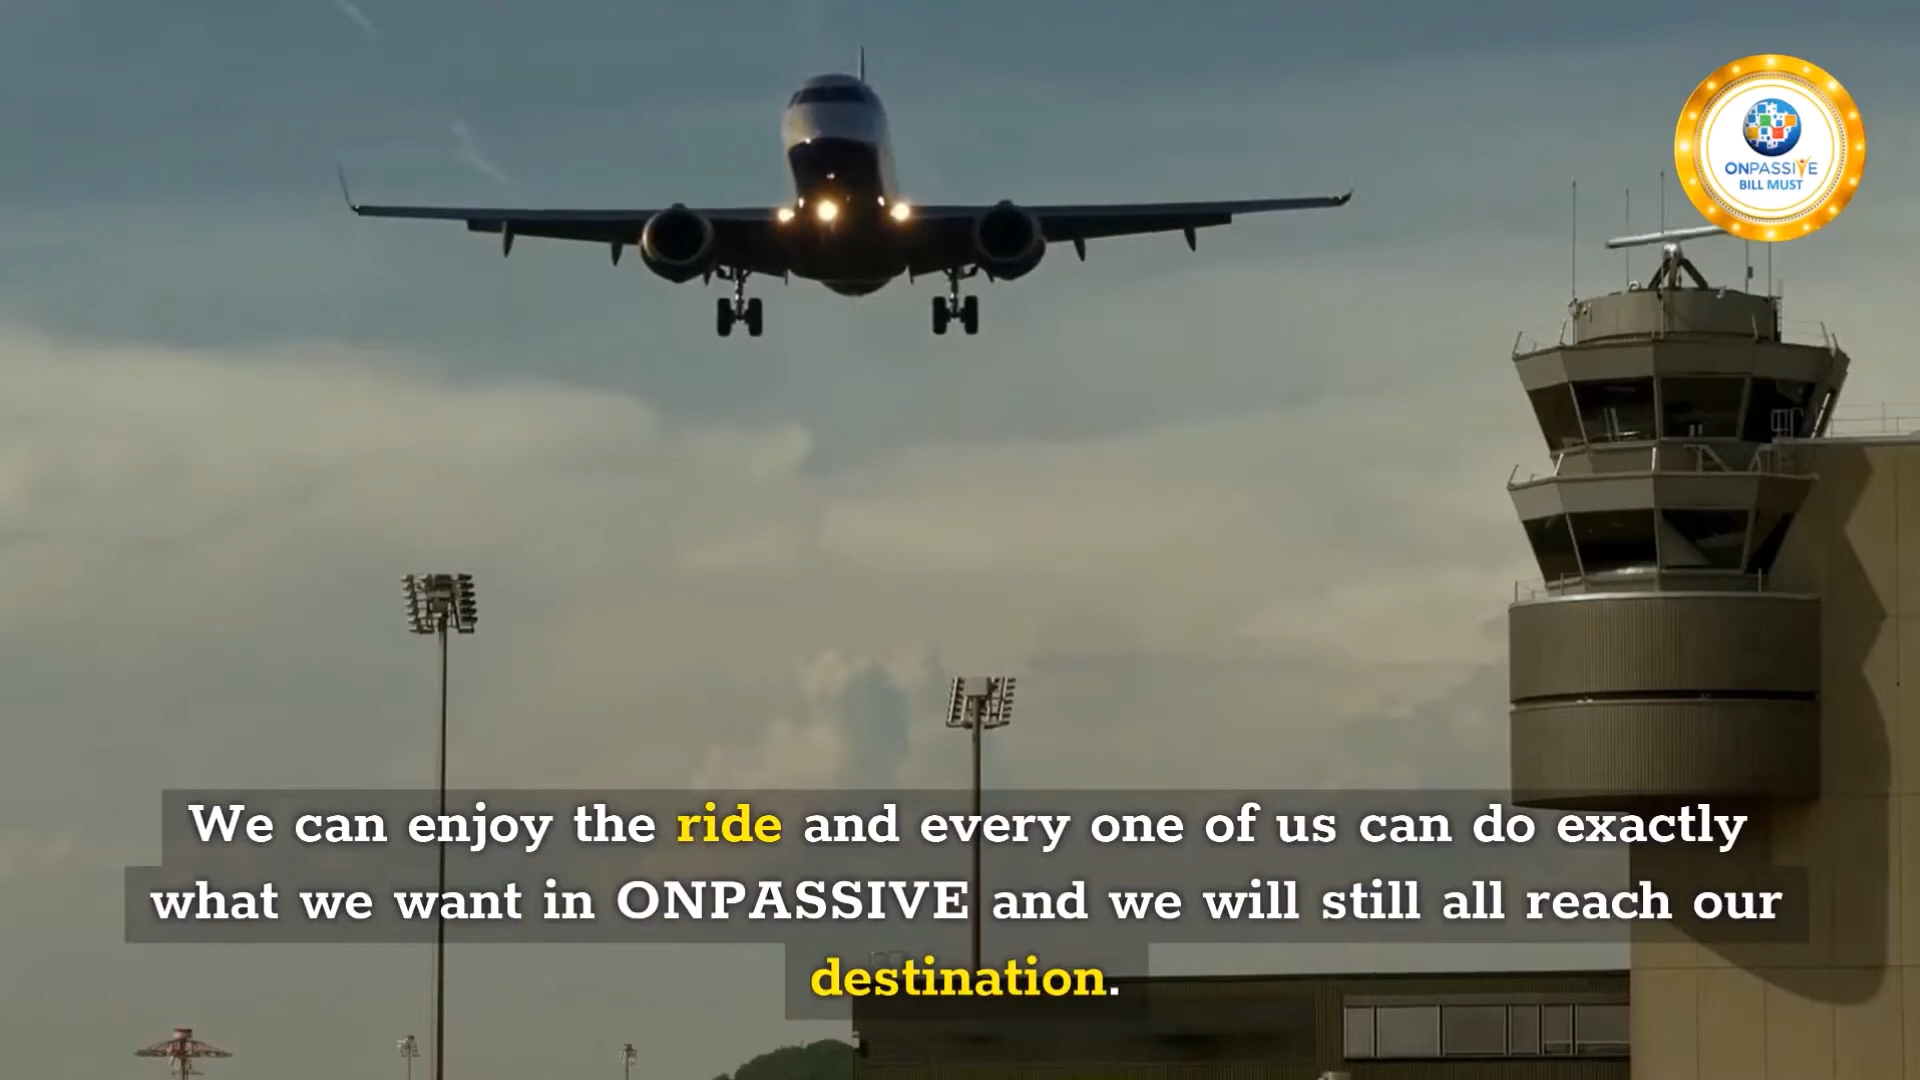 ONPASSIVE
BILL MUST
We can enjoy the ride and every one of us can do exactly
what we want in ONPASSIVE and we will still all reach our
destination.